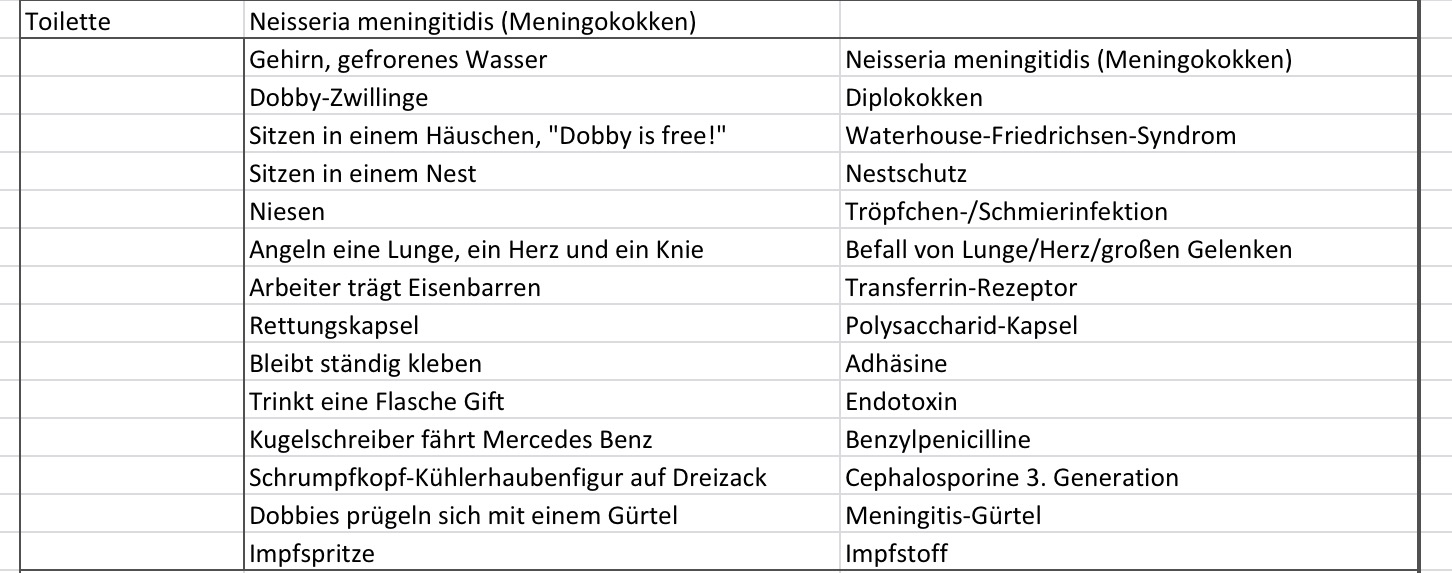 Toilette Neisseria meningitidis (Meningokokken)
Gehirn, gefrorenes Wasser Neisseria meningitidis (Meningokokken)
Dobby-Zwillinge Diplokokken
Sitzen in einem Häuschen, "Dobby is free!" Waterhouse-Friedrichsen-Syndrom
Sitzen in einem Nest Nestschutz
Niesen Tröpfchen-/Schmierinfektion
Angeln eine Lunge, ein Herz und ein Knie Befall von Lunge/Herz/großen Gelenken
Arbeiter trägt Eisenbarren Transferrin-Rezeptor
Rettungskapsel Polysaccharid-Kapsel
Bleibt ständig kleben Adhäsine
Trinkt eine Flasche Gift Endotoxin
Kugelschreiber fährt Mercedes Benz Benzylpenicilline
Schrumpfkopf-Kühlerhaubenfigur auf Dreizack Cephalosporine 3. Generation
Dobbies prügeln sich mit einem Gürtel Meningitis-Gürtel
Impfspritze Impfstoff